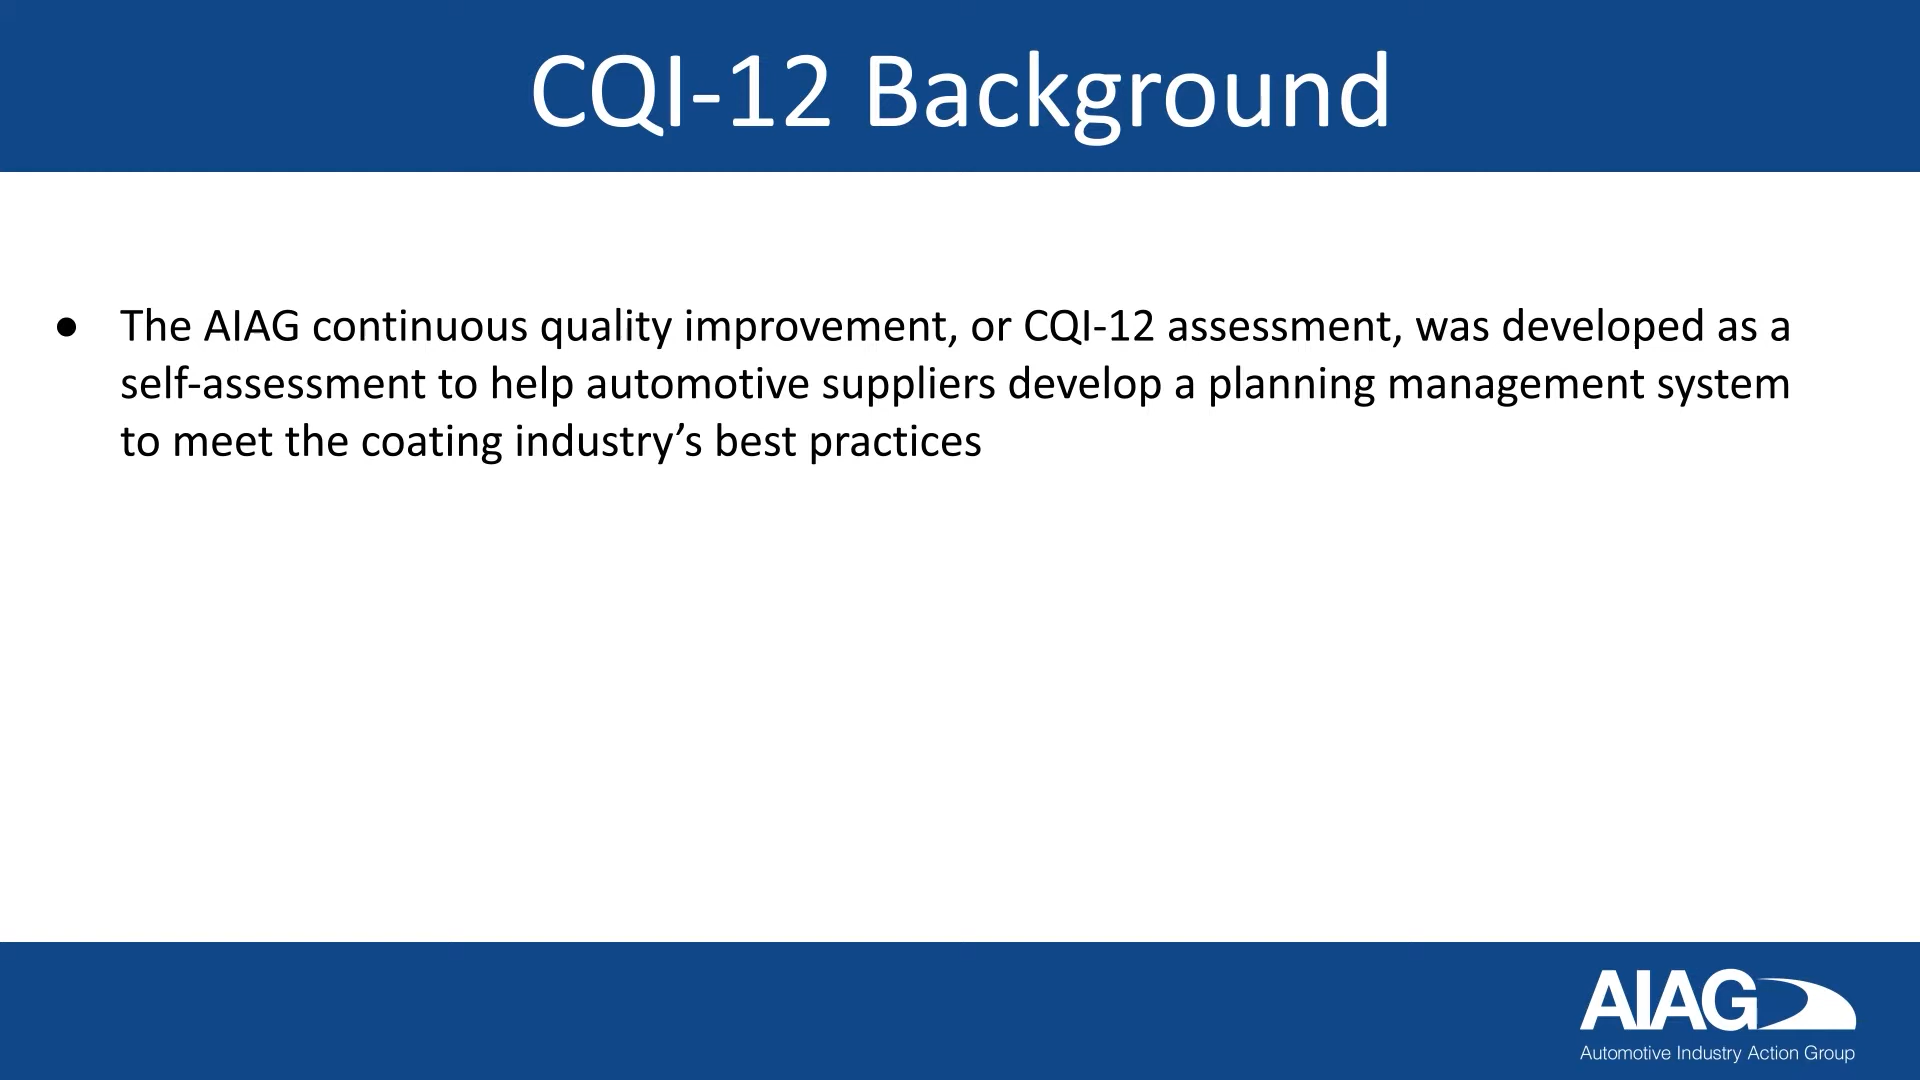 CQI-12 Background
● The AIAG continuous quality improvement, or CQI-12 assessment, was developed as a
self-assessment to help automotive suppliers develop a planning management system
to meet the coating industry’s best practices
AIAG
Automotive Industry Action Group